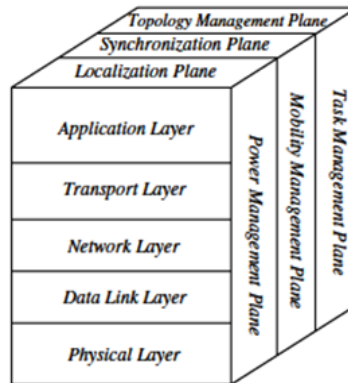 Topology Management Plane
Synchronization Plane
Localization Plane
Application Layer
Transport Layer
Network Layer
Data Link Layer
Physical Layer
Power Management Plane
Mobility Management Plane
Task Management Plane